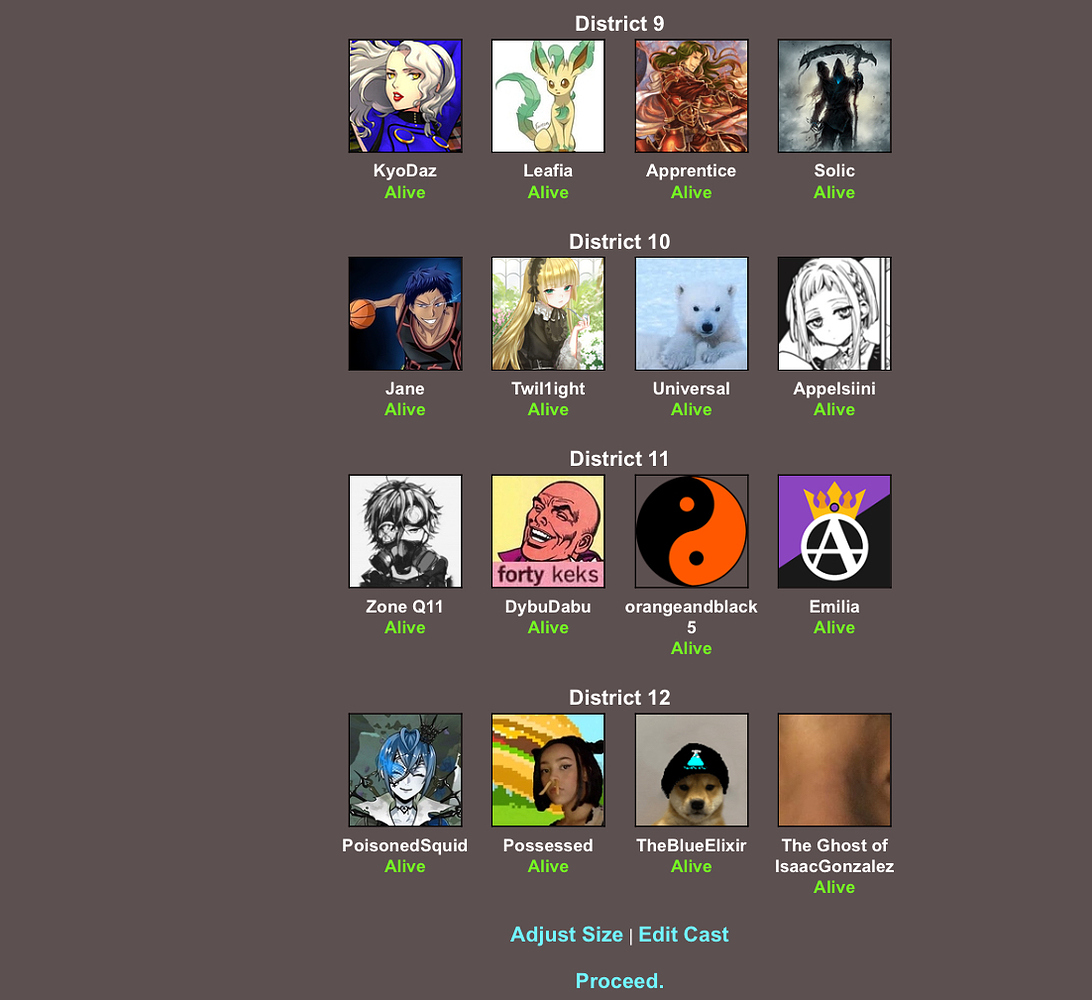 District 9
KyoDaz
Alive
Leafia
Alive
Apprentice
Alive
Solic
Alive
District 10
Jane
Alive
Twil1ight
Alive
Universal
Alive
Appelsiini
Alive
District 11
Zone Q11
Alive
forty keks
DybuDabu
Alive
orangeandblack
5
Alive
A
Emilia
Alive
District 12
PoisonedSquid
Alive
Possessed
Alive
TheBlueElixir
Alive
The Ghost of
IsaacGonzalez
Alive
Adjust Size | Edit Cast
Proceed.